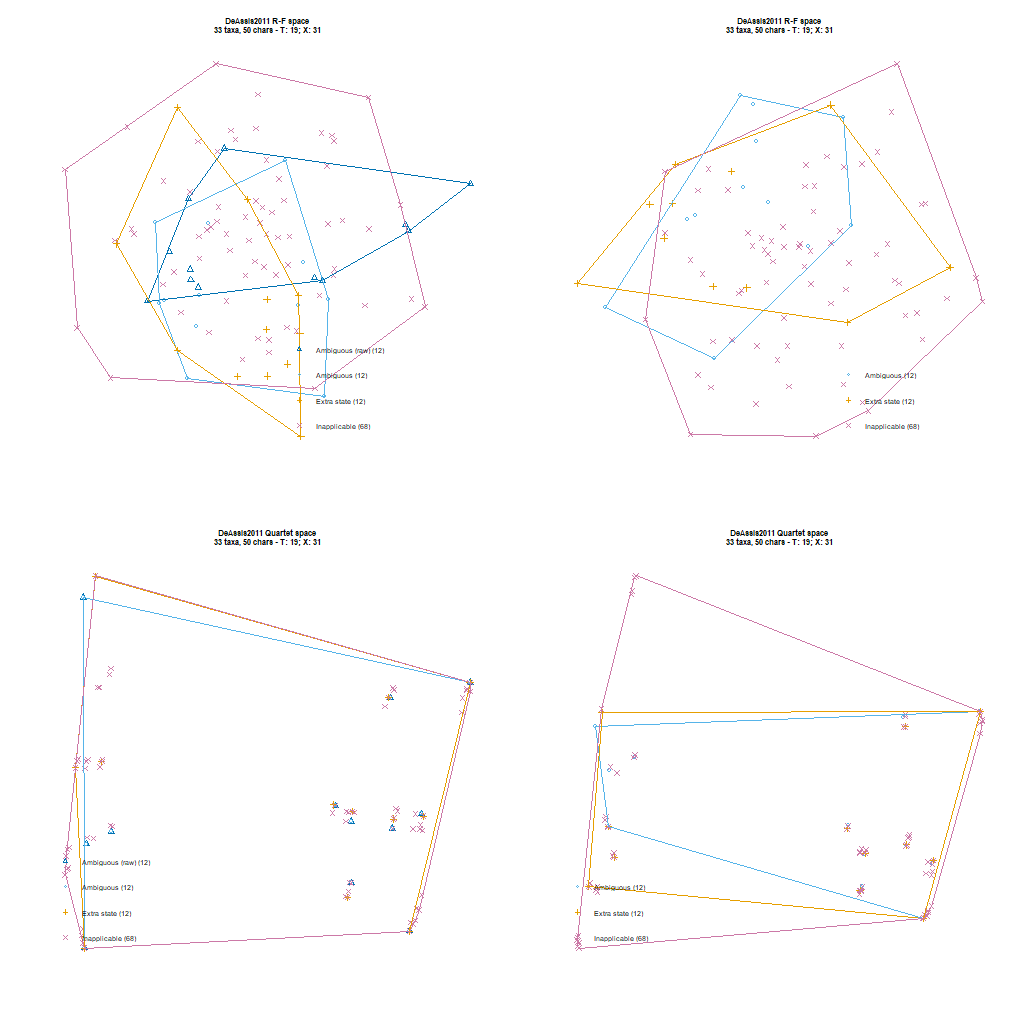 DeAssis2011 R-F space
33 taxa, 50 chars - T: 19; X: 31
Ambiguous (raw) (12)
Ambiguous (12)
Extra state (12)
Inapplicable (68)
DeAssis2011 R-F space
33 taxa, 50 chars - T: 19; X: 31
Ambiguous (12)
Extra state (12)
Inapplicable (68)
DeAssis2011 Quartet space
33 taxa, 50 chars - T: 19; X: 31
Ambiguous (raw) (12)
Ambiguous (12)
Extra state (12)
Inapplicable (68)
DeAssis2011 Quartet space
33 taxa, 50 chars - T: 19; X: 31
Ambiguous (12)
Extra state (12)
Inapplicable (68)